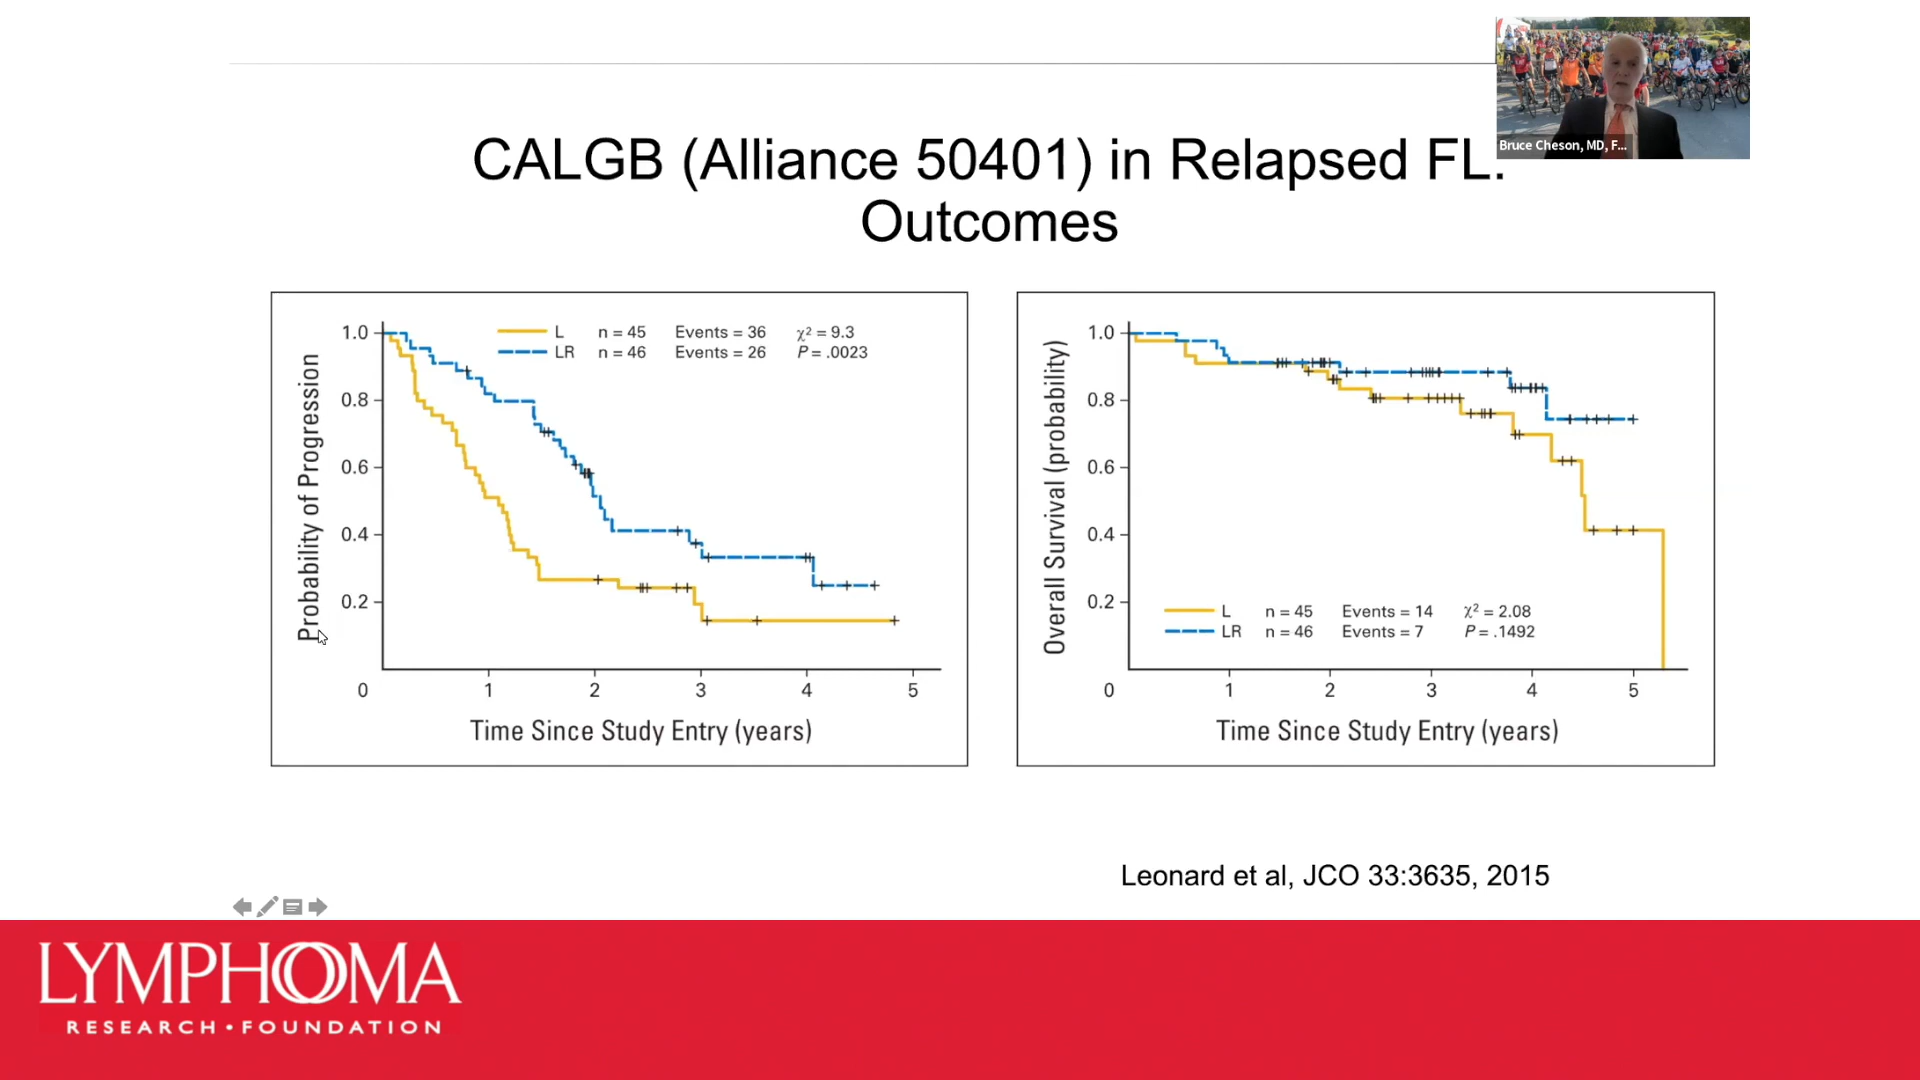 Bruce Cheson, MD, F...
CALGB (Alliance 50401) in Relapsed FL:
Outcomes
Probability of Progression
1.0
0.8
0.6
0.4
0.2
0
1
2
3
4
5
L n = 45 Events = 36 χ² = 9.3
LR n = 46 Events = 26 P = .0023
Time Since Study Entry (years)
Overall Survival (probability)
1.0
0.8
0.6
0.4
0.2
0
1
2
3
4
5
L n = 45 Events = 14 χ² = 2.08
LR n = 46 Events = 7 P = .1492
Time Since Study Entry (years)
Leonard et al, JCO 33:3635, 2015
LYMPHOMA
RESEARCH • FOUNDATION